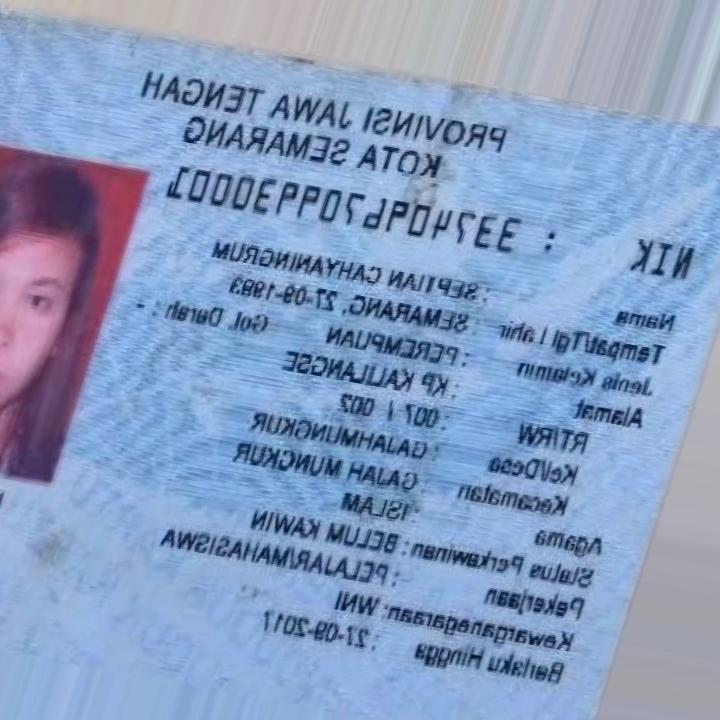 PROVINSI JAWA TENGAH
KOTA SEMARANG
NIK : 3374096709930001
Nama : SEPTIAN CAHYANINGRUM
Tempat/Tgl Lahir : SEMARANG, 27-09-1993
Jenis Kelamin : PEREMPUAN Gol. Darah : -
Alamat : KP KALILANGSE
RT/RW : 007 / 002
Kel/Desa : GAJAHMUNGKUR
Kecamatan : GAJAH MUNGKUR
Agama : ISLAM
Status Perkawinan : BELUM KAWIN
Pekerjaan : PELAJAR/MAHASISWA
Kewarganegaraan: WNI
Berlaku Hingga : 27-09-2017